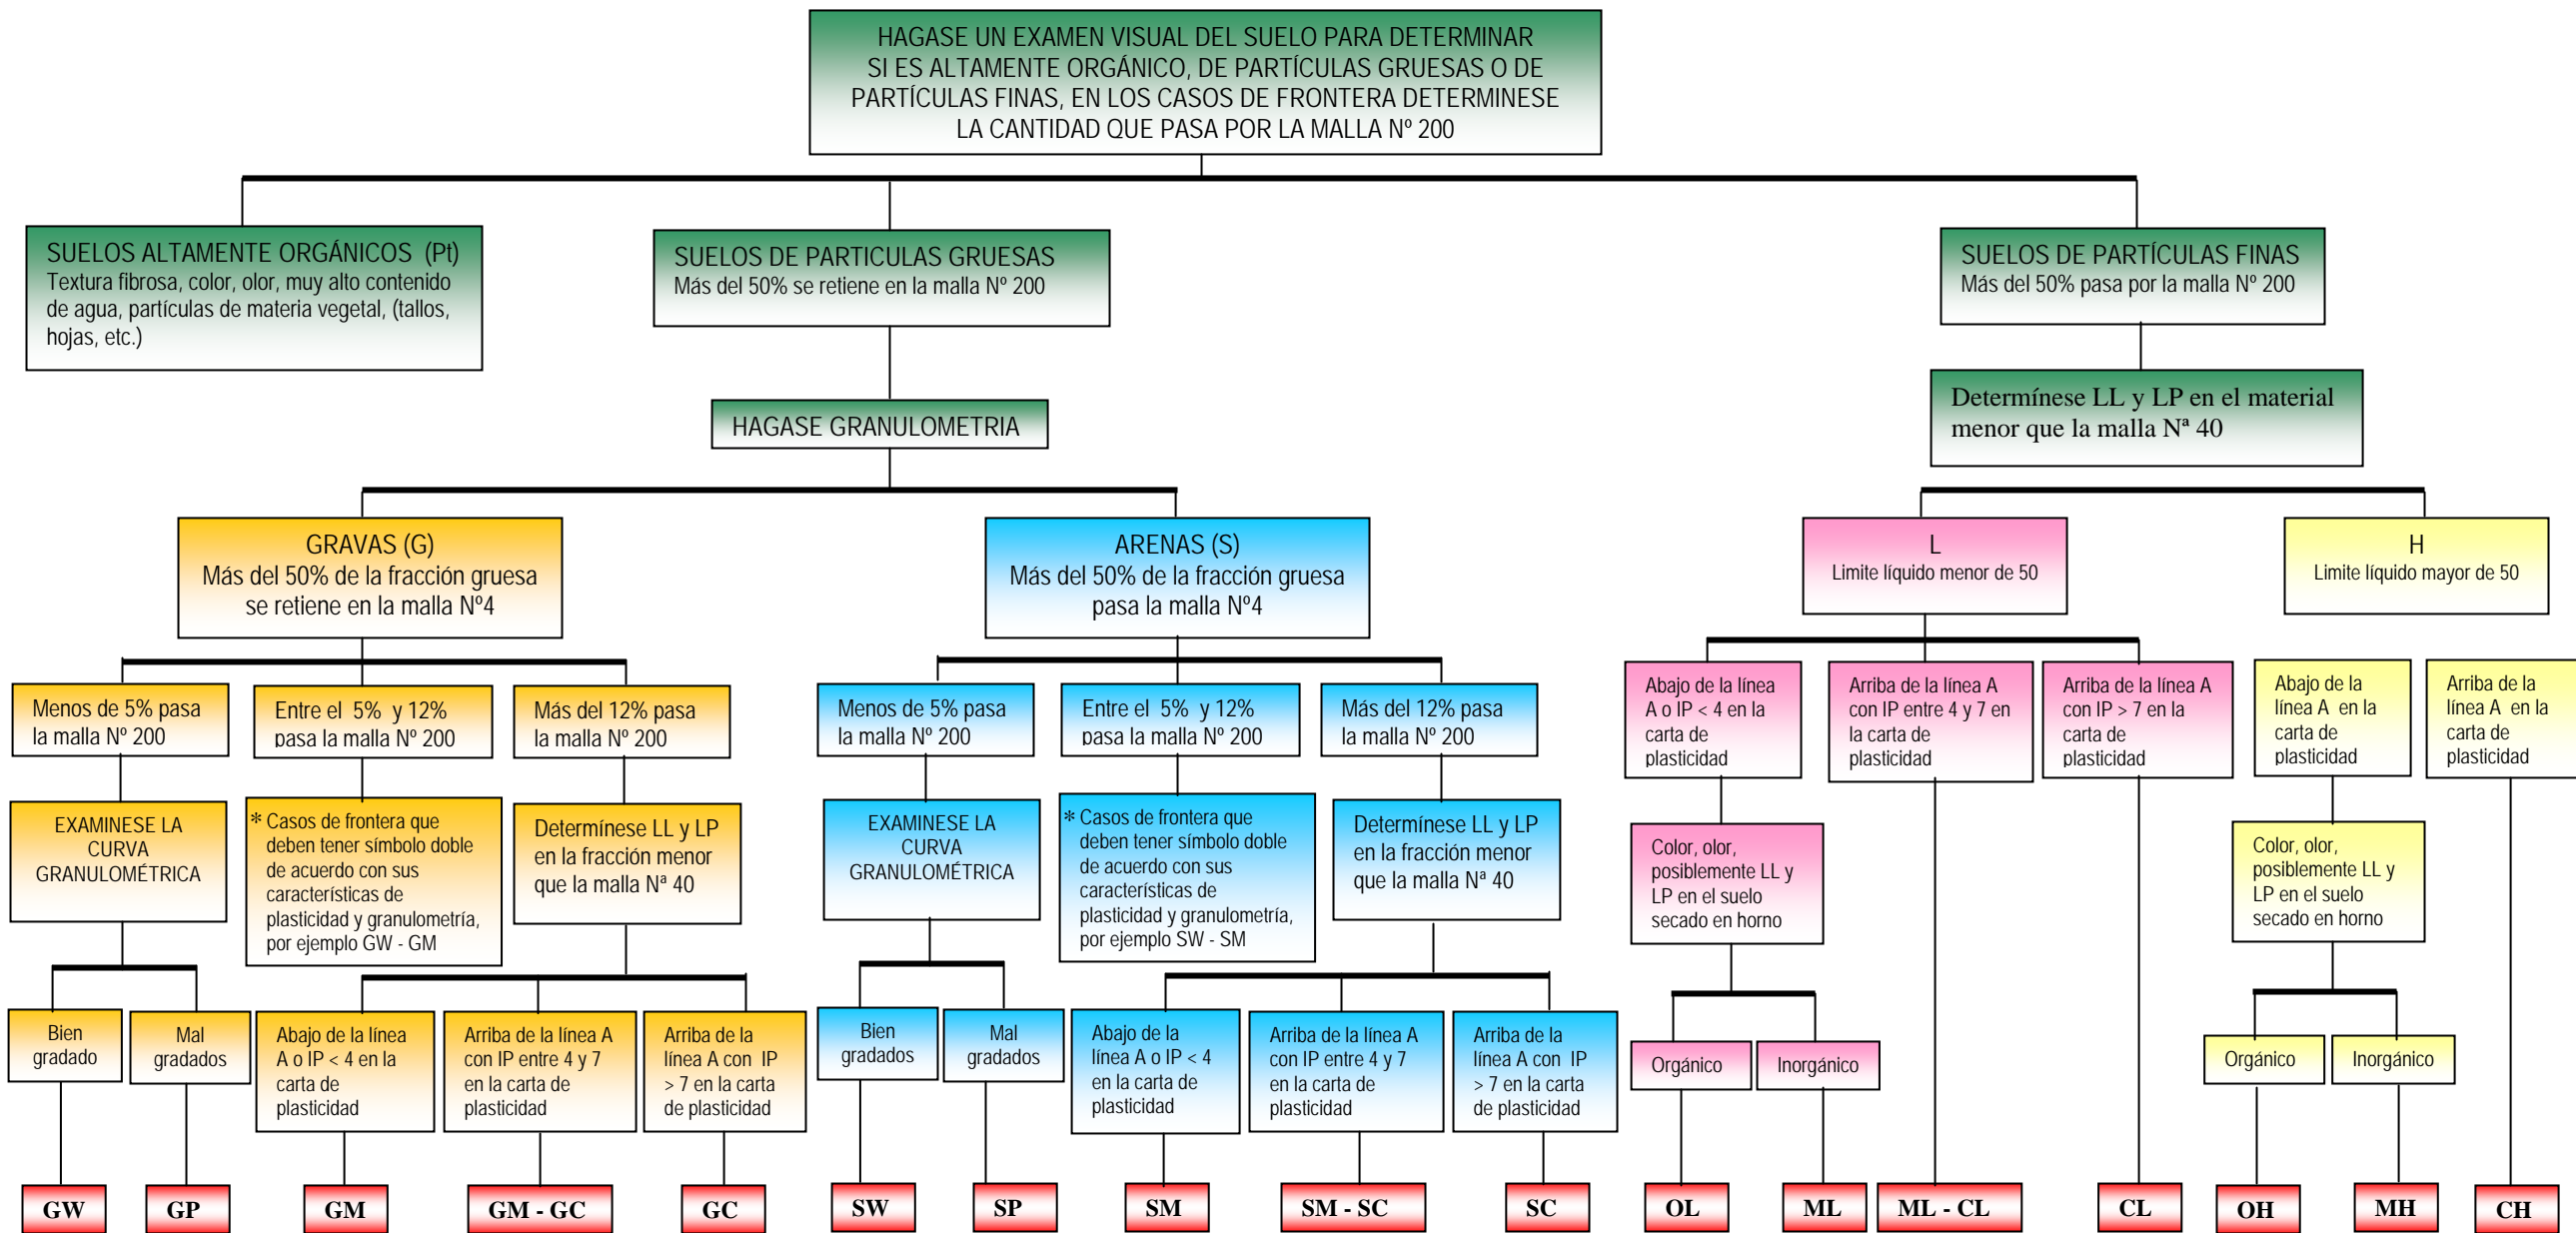 HAGASE UN EXAMEN VISUAL DEL SUELO PARA DETERMINAR
SI ES ALTAMENTE ORGÁNICO, DE PARTÍCULAS GRUESAS O DE
PARTÍCULAS FINAS, EN LOS CASOS DE FRONTERA DETERMINESE
LA CANTIDAD QUE PASA POR LA MALLA Nº 200
SUELOS ALTAMENTE ORGÁNICOS (Pt)
Textura fibrosa, color, olor, muy alto contenido
de agua, partículas de materia vegetal, (tallos,
hojas, etc.)
SUELOS DE PARTICULAS GRUESAS
Más del 50% se retiene en la malla Nº 200
SUELOS DE PARTÍCULAS FINAS
Más del 50% pasa por la malla Nº 200
HAGASE GRANULOMETRIA
Determínese LL y LP en el material
menor que la malla Nª 40
GRAVAS (G)
Más del 50% de la fracción gruesa
se retiene en la malla Nº4
ARENAS (S)
Más del 50% de la fracción gruesa
pasa la malla Nº4
L
Limite líquido menor de 50
H
Limite líquido mayor de 50
Menos de 5% pasa
la malla Nº 200
Entre el 5% y 12%
pasa la malla Nº 200
Más del 12% pasa
la malla Nº 200
Menos de 5% pasa
la malla Nº 200
Entre el 5% y 12%
pasa la malla Nº 200
Más del 12% pasa
la malla Nº 200
Abajo de la línea
A o IP < 4 en la
carta de
plasticidad
Arriba de la línea A
con IP entre 4 y 7 en
la carta de
plasticidad
Arriba de la línea A
con IP > 7 en la
carta de
plasticidad
Abajo de la
línea A en la
carta de
plasticidad
Arriba de la
línea A en la
carta de
plasticidad
EXAMINESE LA
CURVA
GRANULOMÉTRICA
* Casos de frontera que
deben tener símbolo doble
de acuerdo con sus
características de
plasticidad y granulometría,
por ejemplo GW - GM
Determínese LL y LP
en la fracción menor
que la malla Nª 40
EXAMINESE LA
CURVA
GRANULOMÉTRICA
* Casos de frontera que
deben tener símbolo doble
de acuerdo con sus
características de
plasticidad y granulometría,
por ejemplo SW - SM
Determínese LL y LP
en la fracción menor
que la malla Nª 40
Color, olor,
posiblemente LL y
LP en el suelo
secado en horno
Color, olor,
posiblemente LL y
LP en el suelo
secado en horno
Bien
gradado
Mal
gradados
Abajo de la línea
A o IP < 4 en la
carta de
plasticidad
Arriba de la línea A
con IP entre 4 y 7
en la carta de
plasticidad
Arriba de la
línea A con IP
> 7 en la carta
de plasticidad
Bien
gradados
Mal
gradados
Abajo de la
línea A o IP < 4
en la carta de
plasticidad
Arriba de la línea A
con IP entre 4 y 7
en la carta de
plasticidad
Arriba de la
línea A con IP
> 7 en la carta
de plasticidad
Orgánico
Inorgánico
Orgánico
Inorgánico
GW
GP
GM
GM - GC
GC
SW
SP
SM
SM - SC
SC
OL
ML
ML - CL
CL
OH
MH
CH